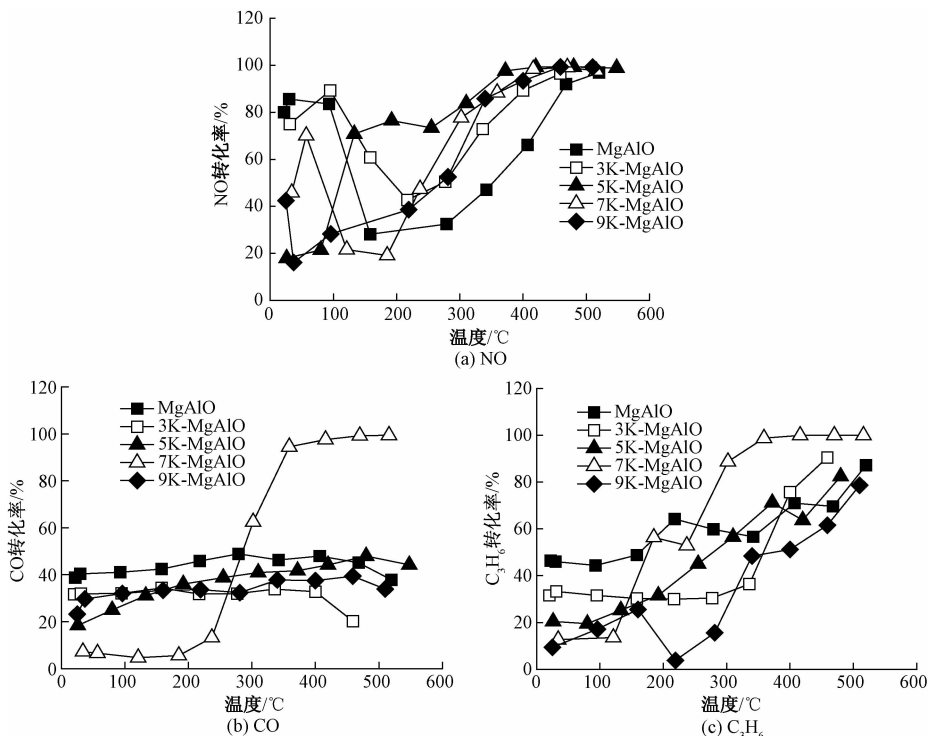 120
100
80
60
40
20
0
NO转化率/%
MgAlO
3K-MgAlO
5K-MgAlO
7K-MgAlO
9K-MgAlO
0 100 200 300 400 500 600
温度/℃
(a) NO
120
100
80
60
40
20
0
CO转化率/%
MgAlO
3K-MgAlO
5K-MgAlO
7K-MgAlO
9K-MgAlO
0 100 200 300 400 500 600
温度/℃
(b) CO
120
100
80
60
40
20
0
C₃H₆转化率/%
MgAlO
3K-MgAlO
5K-MgAlO
7K-MgAlO
9K-MgAlO
0 100 200 300 400 500 600
温度/℃
(c) C₃H₆